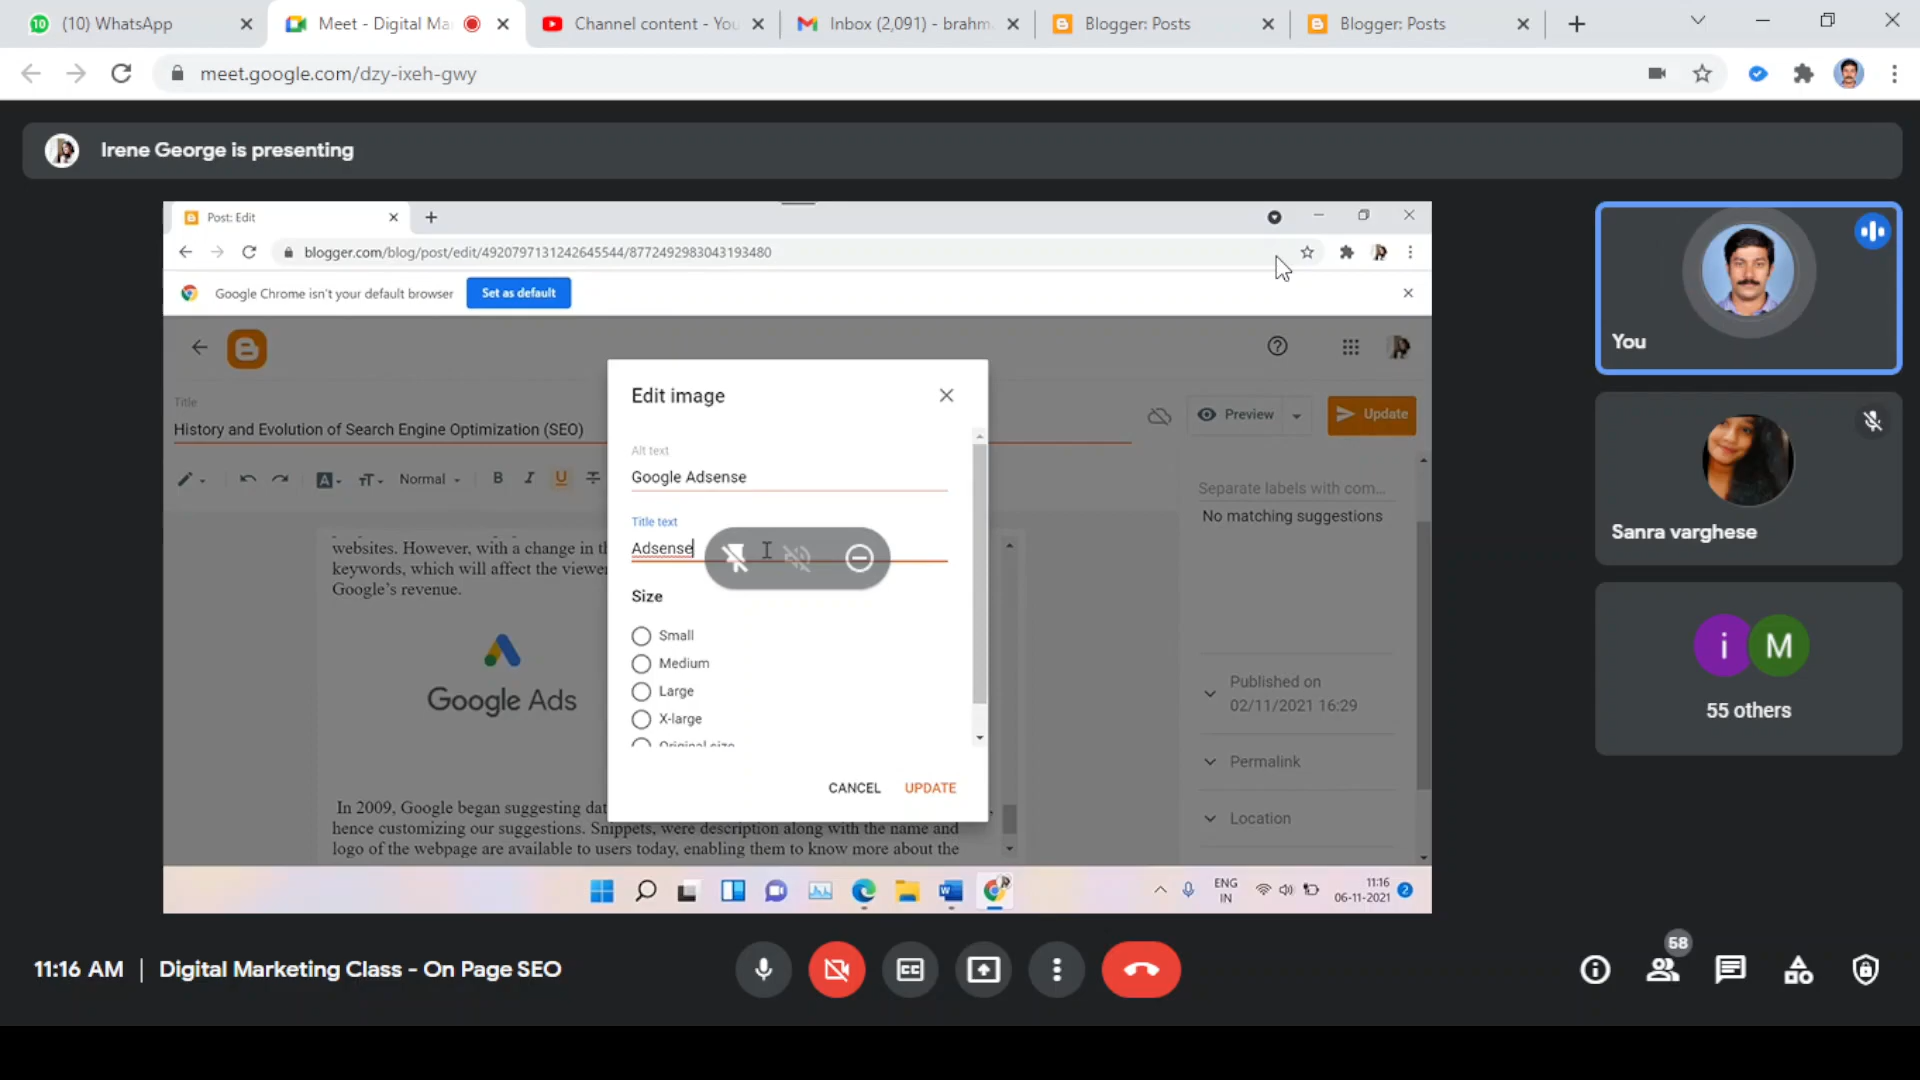 10
(10) WhatsApp
Meet - Digital Ma
Channel content - You
Inbox (2,091) - brahm
Blogger: Posts
Blogger: Posts
meet.google.com/dzy-ixeh-gwy
Irene George is presenting
Post: Edit
blogger.com/blog/post/edit/4920797131242645544/8772492983043193480
Google Chrome isn't your default browser
Set as default
Title
History and Evolution of Search Engine Optimization (SEO)
Preview
Update
Normal
B
I
U
Separate labels with com...
No matching suggestions
websites. However, with a change in th
keywords, which will affect the viewer
Google's revenue.
Google Ads
In 2009, Google began suggesting dat
hence customizing our suggestions. Snippets, were description along with the name and
logo of the webpage are available to users today, enabling them to know more about the
Edit image
Alt text
Google Adsense
Title text
Adsense
Size
Small
Medium
Large
X-large
Original size
CANCEL
UPDATE
Published on
02/11/2021 16:29
Permalink
Location
ENG
IN
11:16
06-11-2021
2
You
Sanra varghese
i
M
55 others
11:16 AM | Digital Marketing Class - On Page SEO
58